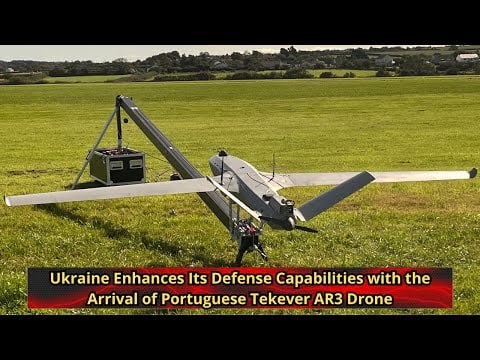 Ukraine Enhances Its Defense Capabilities with the
Arrival of Portuguese Tekever AR3 Drone